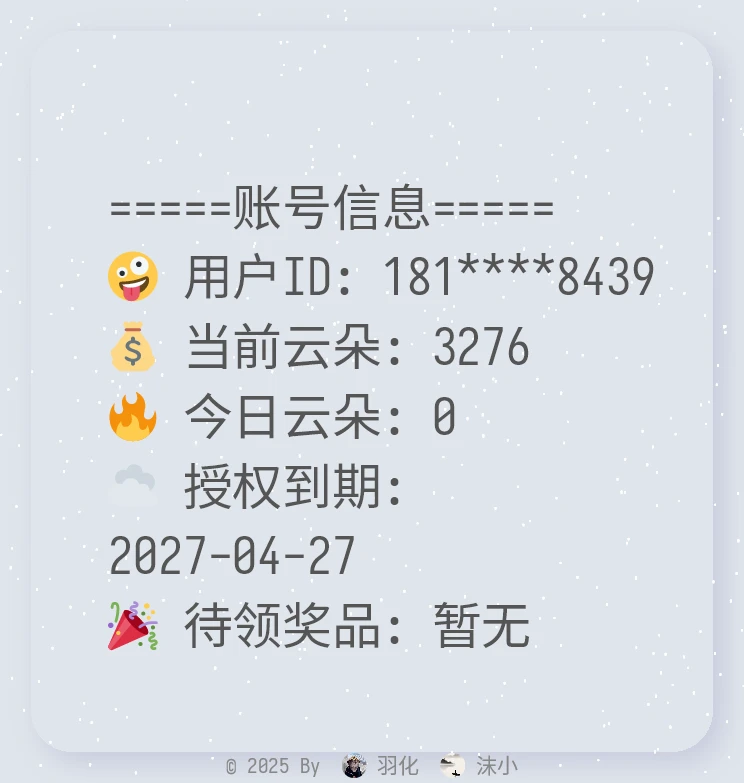 =====账号信息=====
🤪 用户ID: 181****8439
💰 当前云朵: 3276
🔥 今日云朵: 0
☁️ 授权到期:
2027-04-27
🎉 待领奖品: 暂无
© 2025 By 羽化 沫小